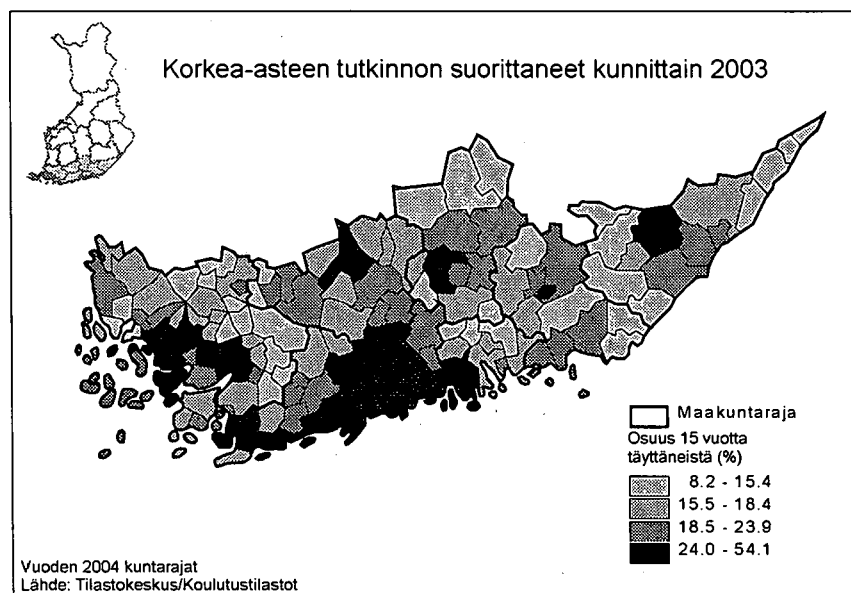 Korkea-asteen tutkinnon suorittaneet kunnittain 2003
Maakuntaraja
Osuus 15 vuotta
täyttäneistä (%)
8.2 - 15.4
15.5 - 18.4
18.5 - 23.9
24.0 - 54.1
Vuoden 2004 kuntarajat
Lähde: Tilastokeskus/Koulutustilastot